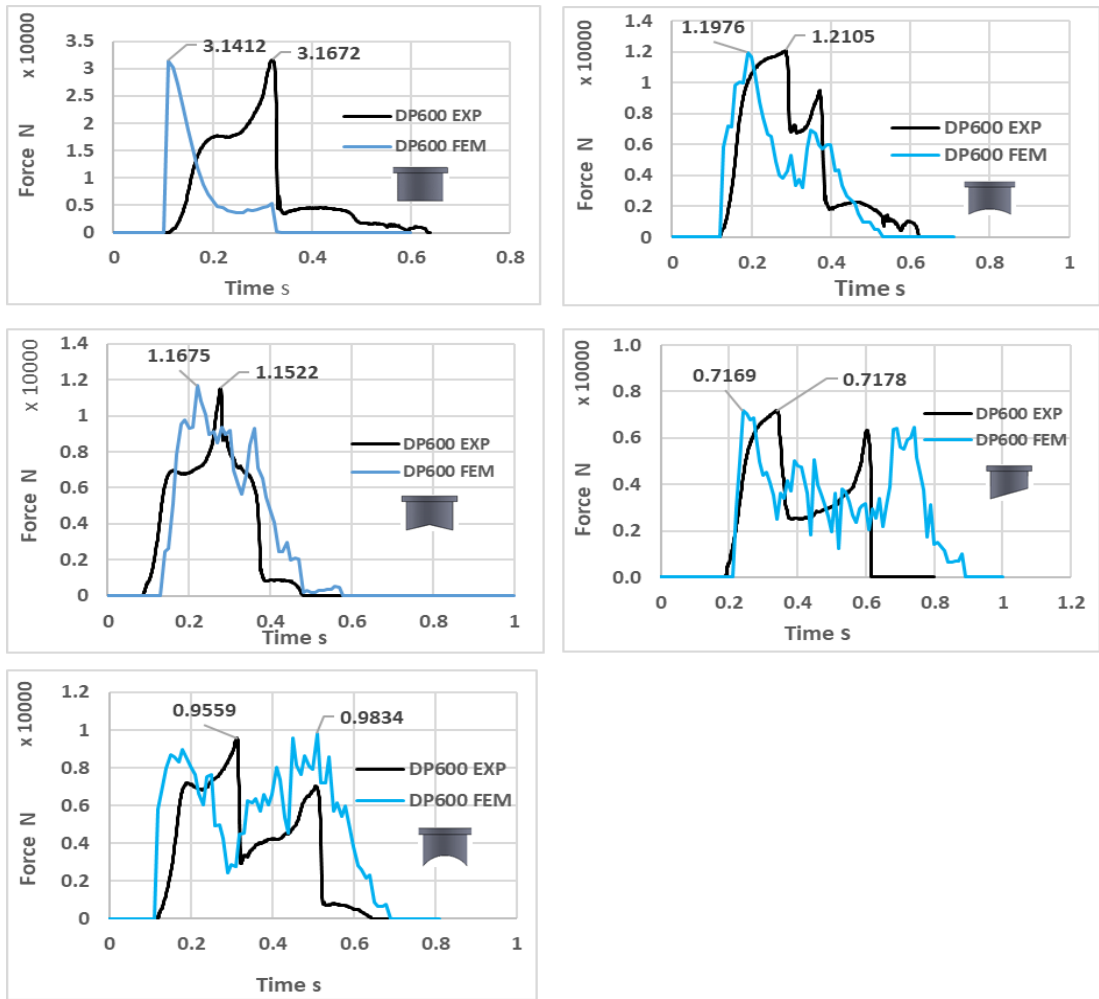 x 10000
Force N
3.5
3
2.5
2
1.5
1
0.5
0
3.1412
3.1672
DP600 EXP
DP600 FEM
0 0.2 0.4 0.6 0.8
Time s
x 10000
Force N
1.4
1.2
1.0
0.8
0.6
0.4
0.2
0
1.1976
1.2105
DP600 EXP
DP600 FEM
0 0.2 0.4 0.6 0.8 1
Time s
x 10000
Force N
1.4
1.2
1
0.8
0.6
0.4
0.2
0
1.1675
1.1522
DP600 EXP
DP600 FEM
0 0.2 0.4 0.6 0.8 1
Time s
x 10000
Force N
1.0
0.8
0.6
0.4
0.2
0.0
0.7169
0.7178
DP600 EXP
DP600 FEM
0 0.2 0.4 0.6 0.8 1 1.2
Time s
x 10000
Force N
1.2
1
0.8
0.6
0.4
0.2
0
0.9559
0.9834
DP600 EXP
DP600 FEM
0 0.2 0.4 0.6 0.8 1
Time s